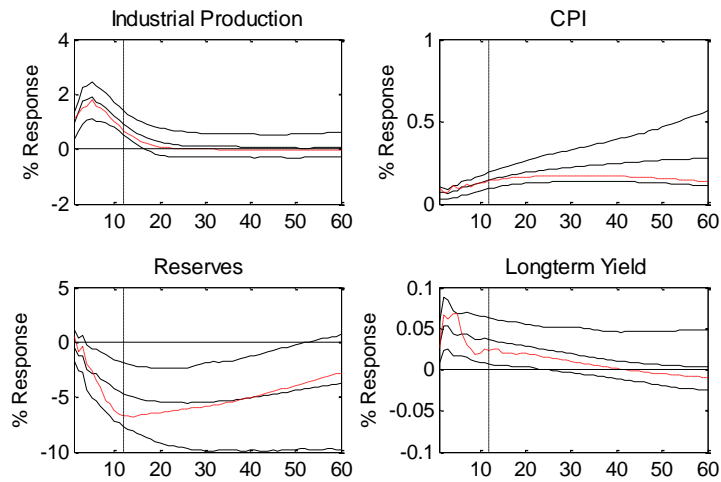 Industrial Production
% Response
4
2
0
-2
10 20 30 40 50 60
CPI
% Response
1
0.5
0
10 20 30 40 50 60
Reserves
% Response
5
0
-5
-10
10 20 30 40 50 60
Longterm Yield
% Response
0.1
0.05
0
-0.05
-0.1
10 20 30 40 50 60